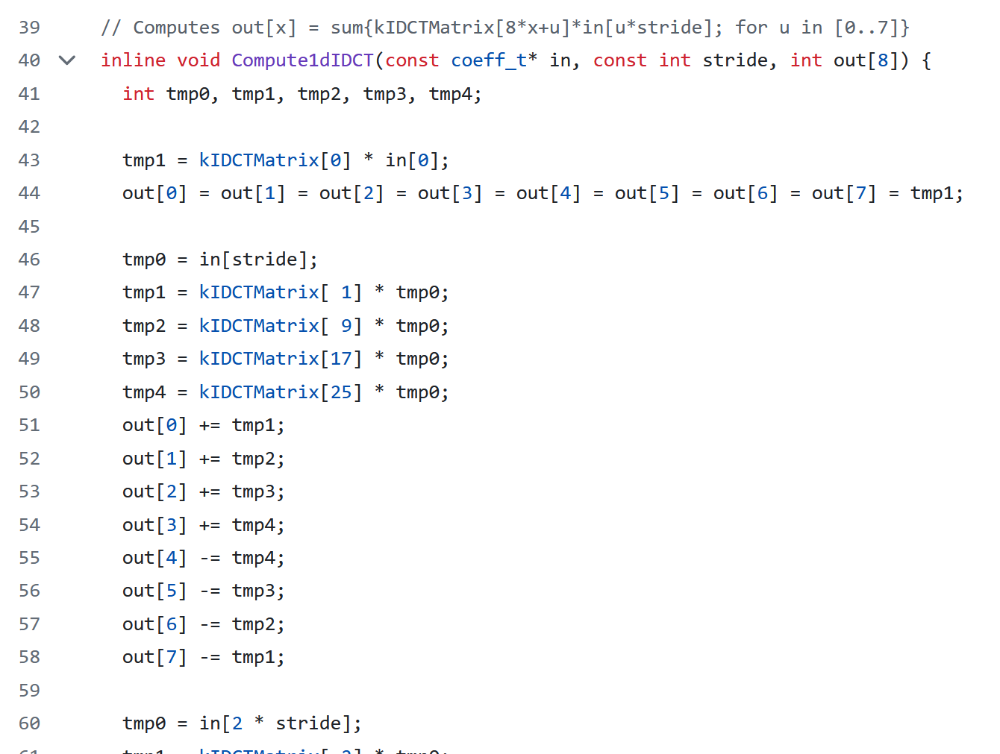 39 // Computes out[x] = sum{kIDCTMatrix[8*x+u]*in[u*stride]; for u in [0..7]}
40 inline void Compute1dIDCT(const coeff_t* in, const int stride, int out[8]) {
41 int tmp0, tmp1, tmp2, tmp3, tmp4;
42
43 tmp1 = kIDCTMatrix[0] * in[0];
44 out[0] = out[1] = out[2] = out[3] = out[4] = out[5] = out[6] = out[7] = tmp1;
45
46 tmp0 = in[stride];
47 tmp1 = kIDCTMatrix[ 1] * tmp0;
48 tmp2 = kIDCTMatrix[ 9] * tmp0;
49 tmp3 = kIDCTMatrix[17] * tmp0;
50 tmp4 = kIDCTMatrix[25] * tmp0;
51 out[0] += tmp1;
52 out[1] += tmp2;
53 out[2] += tmp3;
54 out[3] += tmp4;
55 out[4] -= tmp4;
56 out[5] -= tmp3;
57 out[6] -= tmp2;
58 out[7] -= tmp1;
59
60 tmp0 = in[2 * stride];
61 tmp1 = kIDCTMatrix[ 2] * tmp0;